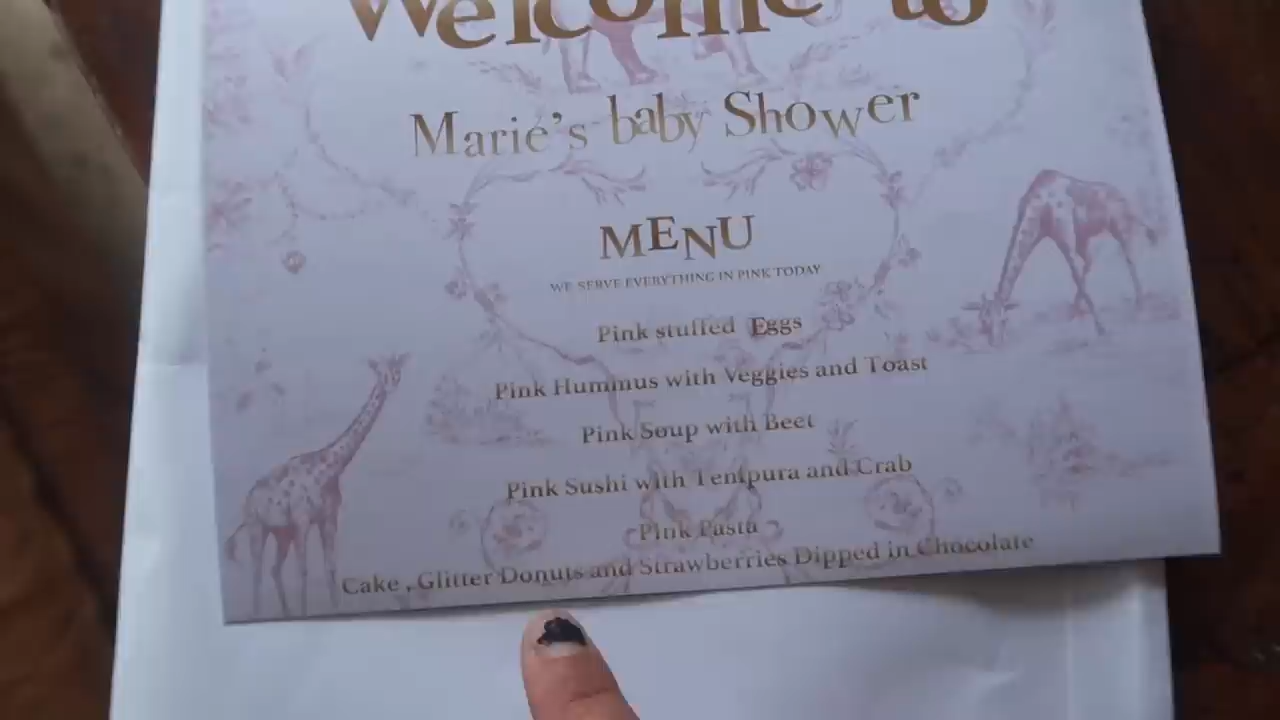 Welcome to
Marie's baby Shower
MENU
WE SERVE EVERYTHING IN PINK TODAY
Pink stuffed Eggs
Pink Hummus with Veggies and Toast
Pink Soup with Beet
Pink Sushi with Tempura and Crab
Pink Pasta
Cake, Glitter Donuts and Strawberries Dipped in Chocolate